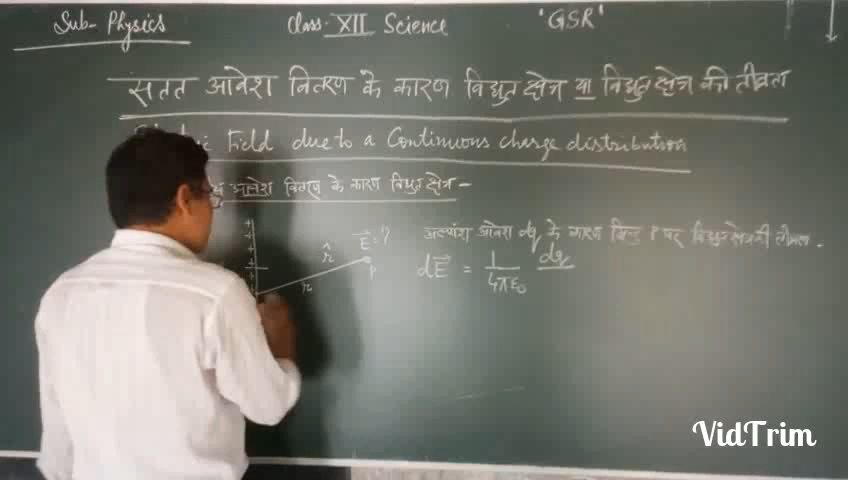 Sub- Physics Class: XII Science 'GSR'
सतत आवेश वितरण के कारण विद्युत क्षेत्र या विद्युत क्षेत्र की तीव्रता
Field due to a Continuous charge distribution
आवेश वितरण के कारण विद्युत क्षेत्र -
अल्पांश आवेश dq के कारण बिन्दु P पर विद्युत क्षेत्र की तीव्रता -
E⃗ = ?
r̂
P
r
dE⃗ = 1/4πε₀ dq
VidTrim